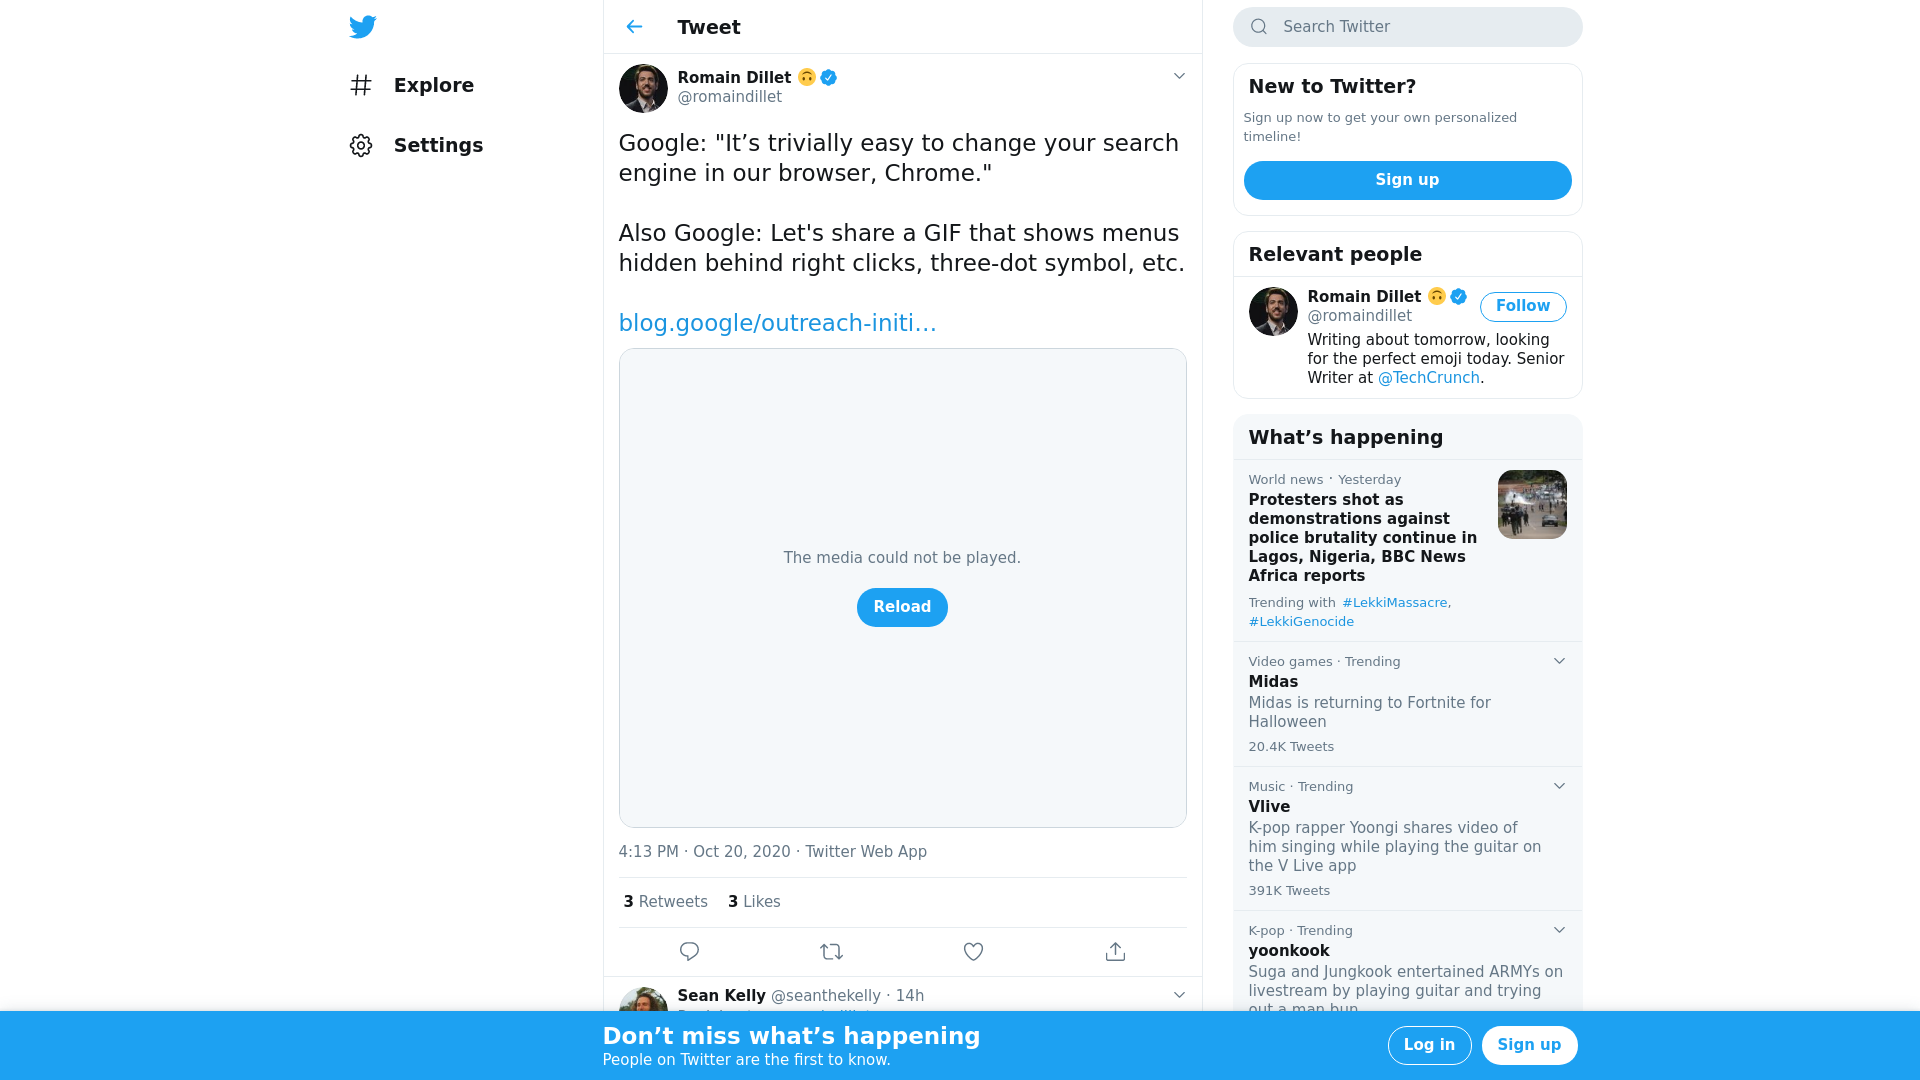 Explore
Settings
Tweet
Romain Dillet
@romaindillet
Google: "It’s trivially easy to change your search
engine in our browser, Chrome."
Also Google: Let's share a GIF that shows menus
hidden behind right clicks, three-dot symbol, etc.
blog.google/outreach-initi…
The media could not be played.
Reload
4:13 PM · Oct 20, 2020 · Twitter Web App
3 Retweets 3 Likes
Sean Kelly @seanthekelly · 14h
Search Twitter
New to Twitter?
Sign up now to get your own personalized
timeline!
Sign up
Relevant people
Romain Dillet
@romaindillet
Follow
Writing about tomorrow, looking
for the perfect emoji today. Senior
Writer at @TechCrunch.
What’s happening
World news · Yesterday
Protesters shot as
demonstrations against
police brutality continue in
Lagos, Nigeria, BBC News
Africa reports
Trending with #LekkiMassacre,
#LekkiGenocide
Video games · Trending
Midas
Midas is returning to Fortnite for
Halloween
20.4K Tweets
Music · Trending
Vlive
K-pop rapper Yoongi shares video of
him singing while playing the guitar on
the V Live app
391K Tweets
K-pop · Trending
yoonkook
Suga and Jungkook entertained ARMYs on
livestream by playing guitar and trying
out a man bun
Don’t miss what’s happening
People on Twitter are the first to know.
Log in
Sign up